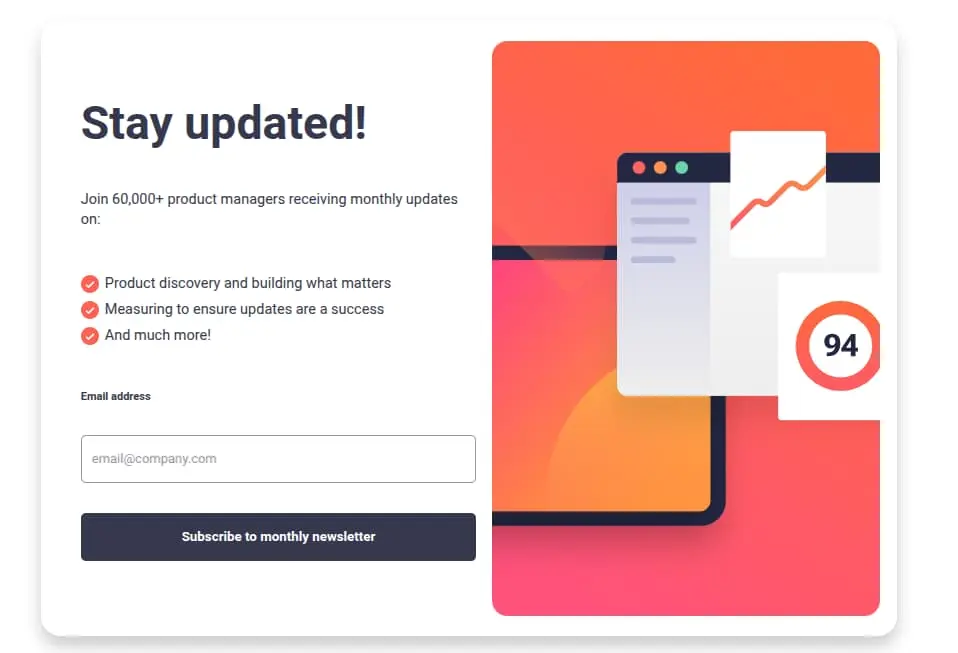 Stay updated!
Join 60,000+ product managers receiving monthly updates
on:
Product discovery and building what matters
Measuring to ensure updates are a success
And much more!
Email address
email@company.com
Subscribe to monthly newsletter
94